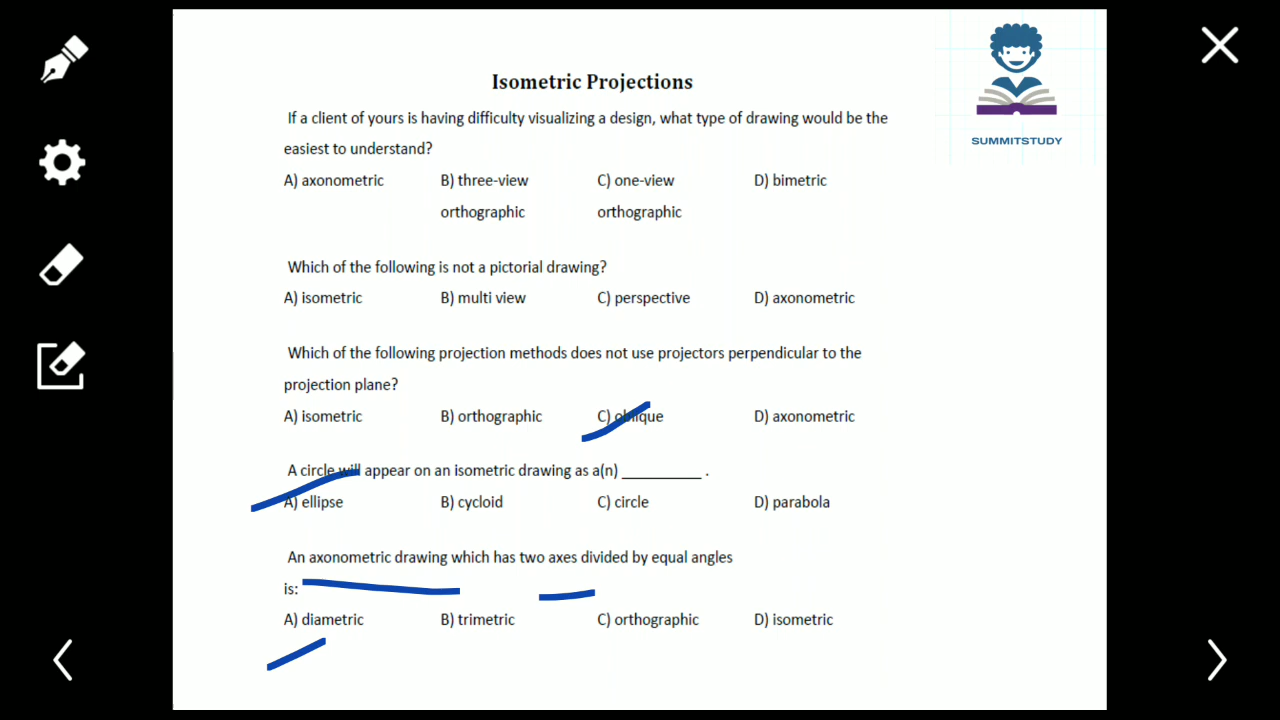 Isometric Projections
SUMMITSTUDY
If a client of yours is having difficulty visualizing a design, what type of drawing would be the
easiest to understand?
A) axonometric B) three-view C) one-view D) bimetric
orthographic orthographic
Which of the following is not a pictorial drawing?
A) isometric B) multi view C) perspective D) axonometric
Which of the following projection methods does not use projectors perpendicular to the
projection plane?
A) isometric B) orthographic C) oblique D) axonometric
A circle will appear on an isometric drawing as a(n) __________ .
A) ellipse B) cycloid C) circle D) parabola
An axonometric drawing which has two axes divided by equal angles
is:
A) diametric B) trimetric C) orthographic D) isometric